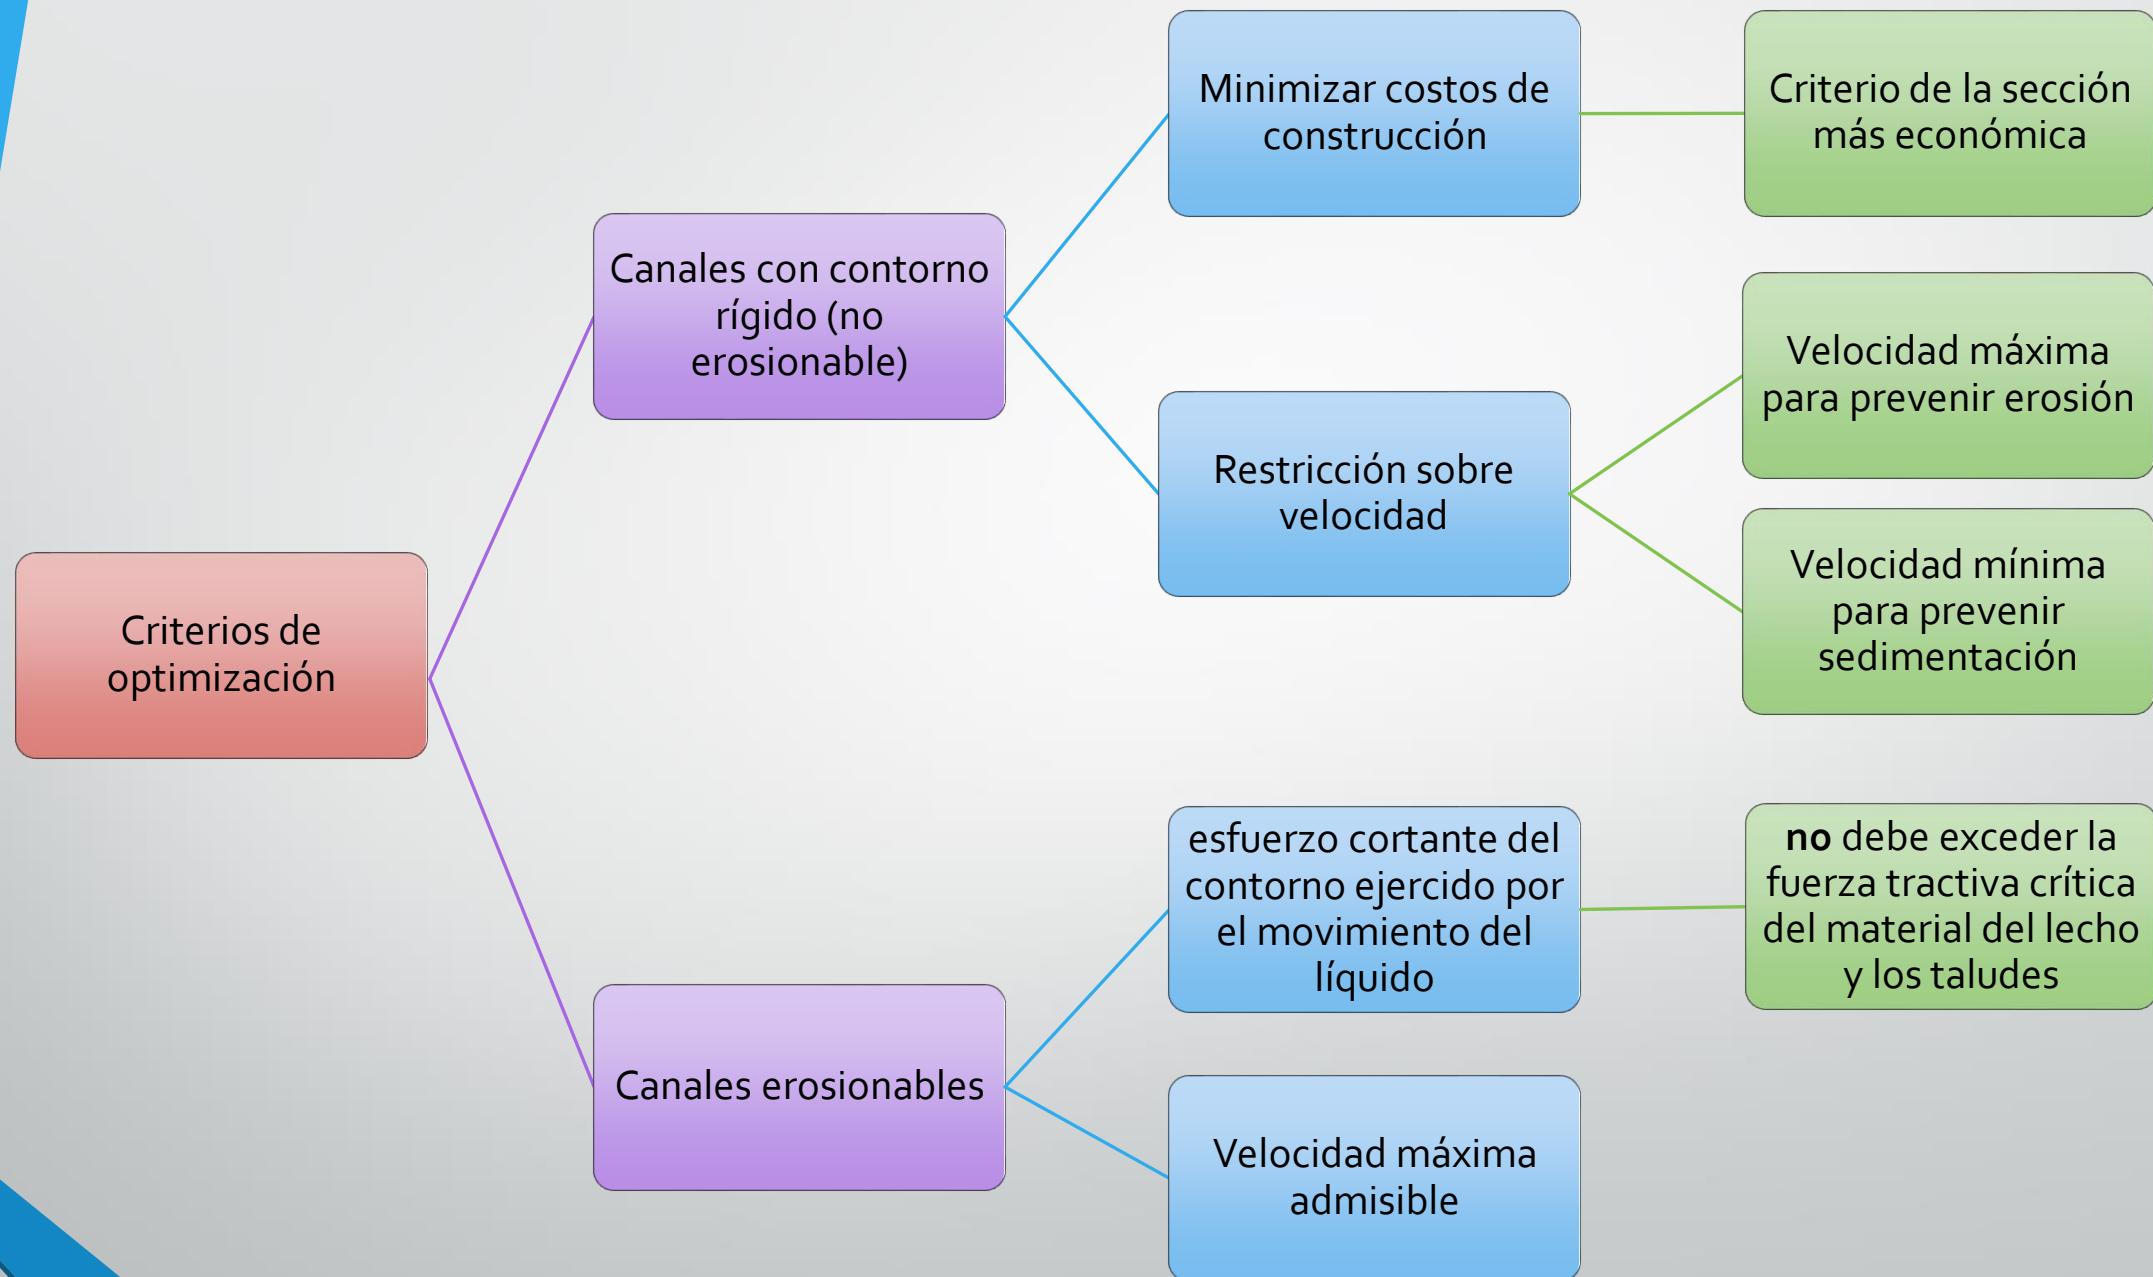 Criterios de
optimización
Canales con contorno
rígido (no
erosionable)
Minimizar costos de
construcción
Criterio de la sección
más económica
Restricción sobre
velocidad
Velocidad máxima
para prevenir erosión
Velocidad mínima
para prevenir
sedimentación
Canales erosionables
esfuerzo cortante del
contorno ejercido por
el movimiento del
líquido
no debe exceder la
fuerza tractiva crítica
del material del lecho
y los taludes
Velocidad máxima
admisible